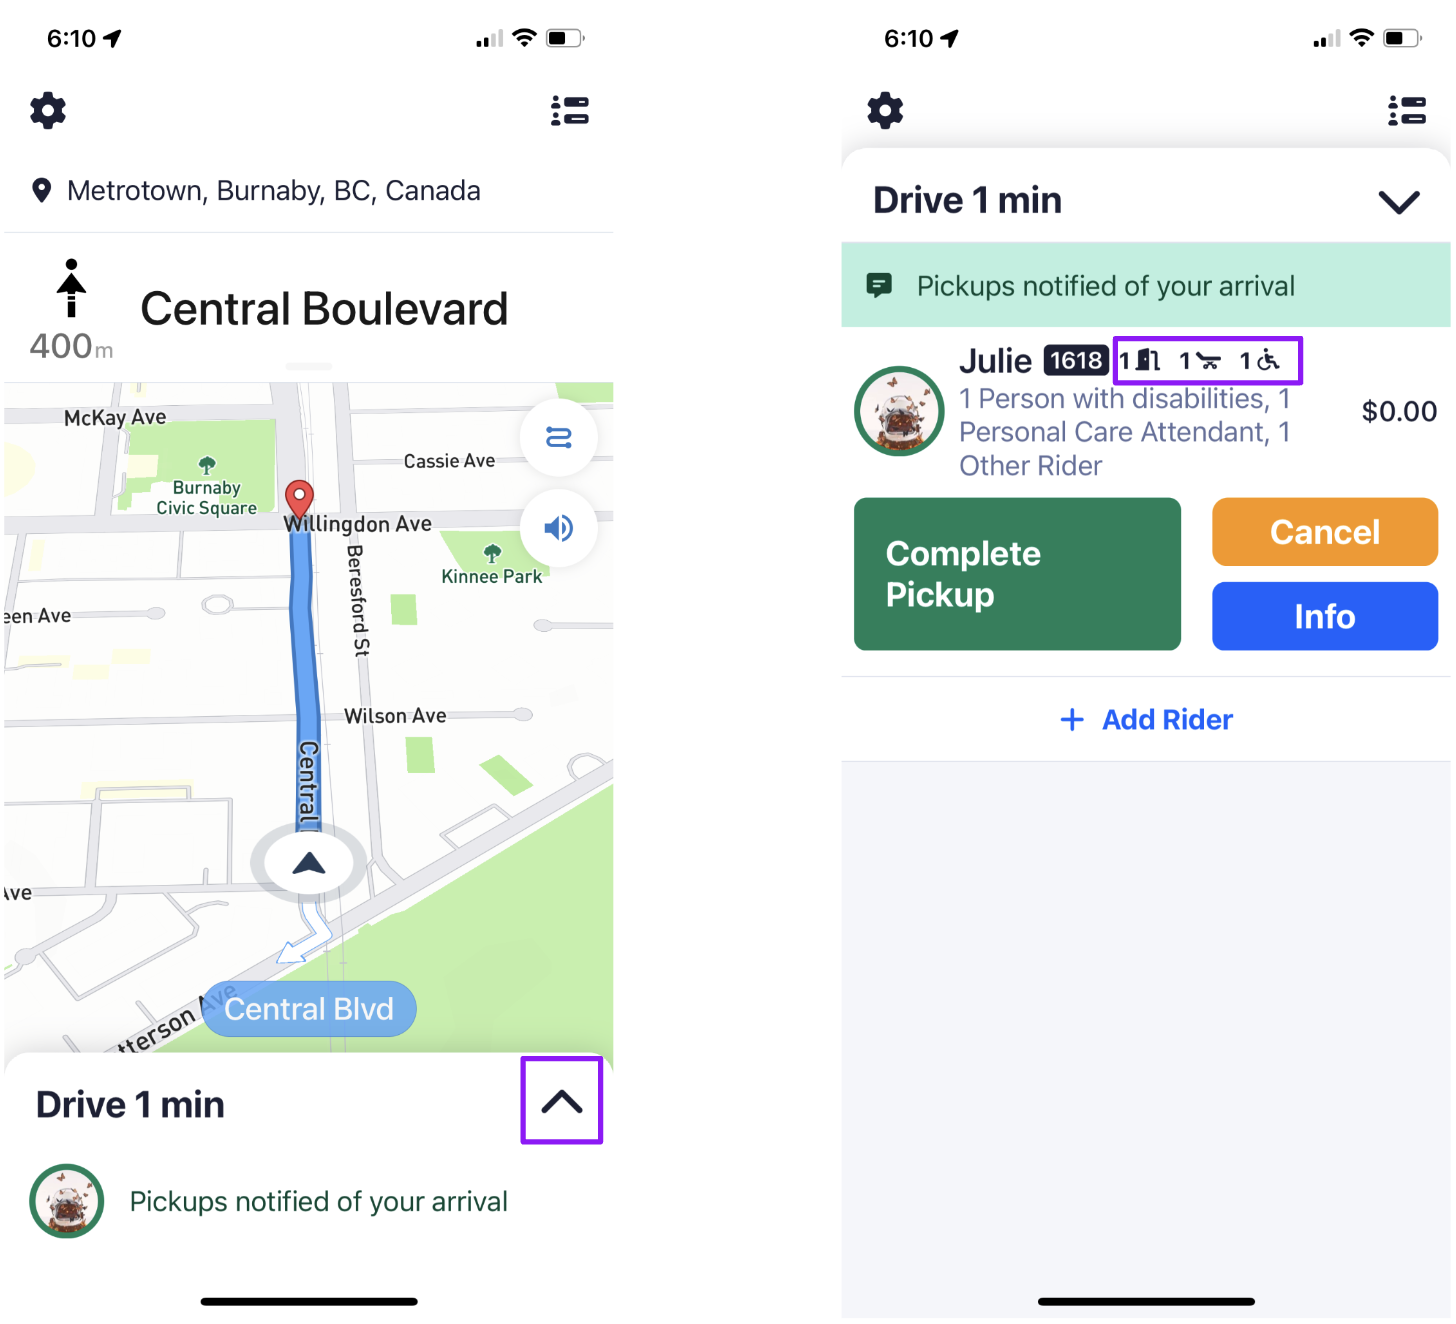 6:10
Metrotown, Burnaby, BC, Canada
Central Boulevard
400m
McKay Ave
Cassie Ave
Burnaby
Civic Square
Willingdon Ave
Beresford St
Kinnee Park
een Ave
Wilson Ave
Central
Ave
tterson Ave
Central Blvd
Drive 1 min
Pickups notified of your arrival
6:10
Drive 1 min
Pickups notified of your arrival
Julie 1618 1 1 1
1 Person with disabilities, 1
Personal Care Attendant, 1
Other Rider
$0.00
Complete
Pickup
Cancel
Info
+ Add Rider